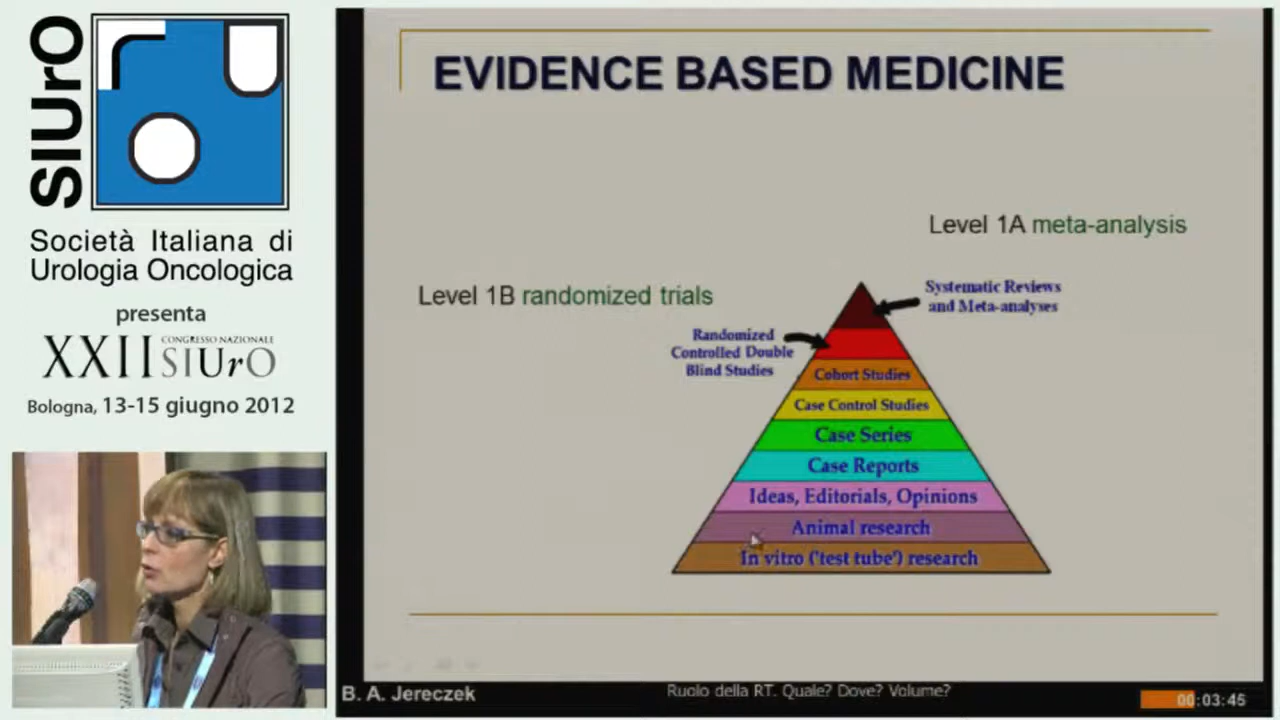 SIUrO
Società Italiana di
Urologia Oncologica
presenta
XXII CONGRESSO NAZIONALE
SIUrO
Bologna, 13-15 giugno 2012
EVIDENCE BASED MEDICINE
Level 1A meta-analysis
Level 1B randomized trials
Systematic Reviews
and Meta-analyses
Randomized
Controlled Double
Blind Studies
Cohort Studies
Case Control Studies
Case Series
Case Reports
Ideas, Editorials, Opinions
Animal research
In vitro ('test tube') research
B. A. Jereczek
Ruolo della RT. Quale? Dove? Volume?
00:03:45